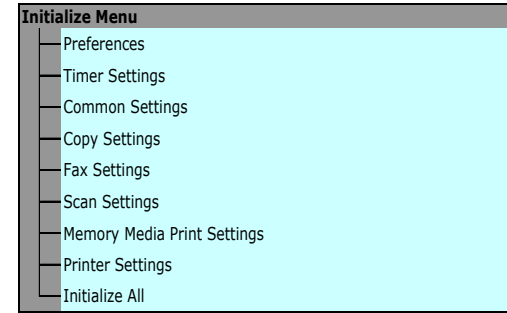 Initialize Menu
Preferences
Timer Settings
Common Settings
Copy Settings
Fax Settings
Scan Settings
Memory Media Print Settings
Printer Settings
Initialize All